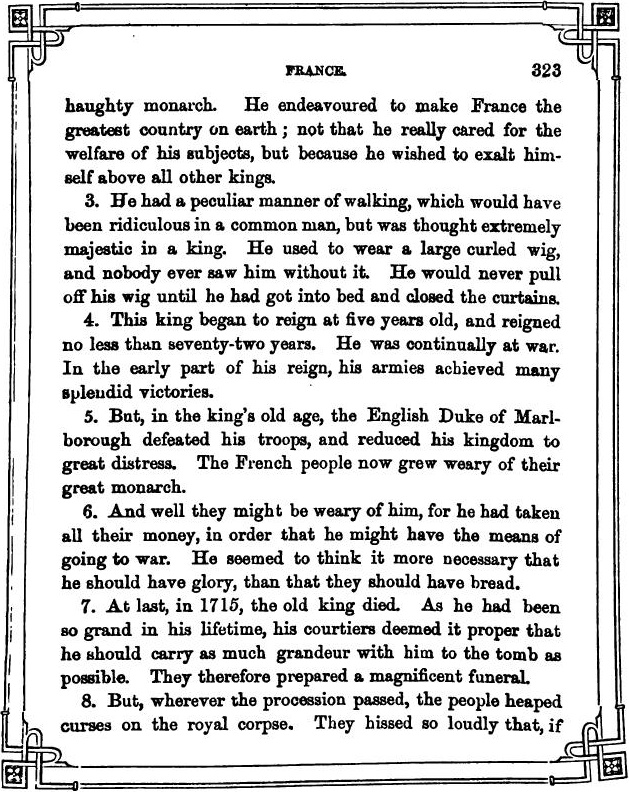 FRANCE. 323
haughty monarch. He endeavoured to make France the
greatest country on earth ; not that he really cared for the
welfare of his subjects, but because he wished to exalt him-
self above all other kings.
3. He had a peculiar manner of walking, which would have
been ridiculous in a common man, but was thought extremely
majestic in a king. He used to wear a large curled wig,
and nobody ever saw him without it. He would never pull
off his wig until he had got into bed and closed the curtains.
4. This king began to reign at five years old, and reigned
no less than seventy-two years. He was continually at war.
In the early part of his reign, his armies achieved many
splendid victories.
5. But, in the king's old age, the English Duke of Marl-
borough defeated his troops, and reduced his kingdom to
great distress. The French people now grew weary of their
great monarch.
6. And well they might be weary of him, for he had taken
all their money, in order that he might have the means of
going to war. He seemed to think it more necessary that
he should have glory, than that they should have bread.
7. At last, in 1715, the old king died. As he had been
so grand in his lifetime, his courtiers deemed it proper that
he should carry as much grandeur with him to the tomb as
possible. They therefore prepared a magnificent funeral.
8. But, wherever the procession passed, the people heaped
curses on the royal corpse. They hissed so loudly that, if